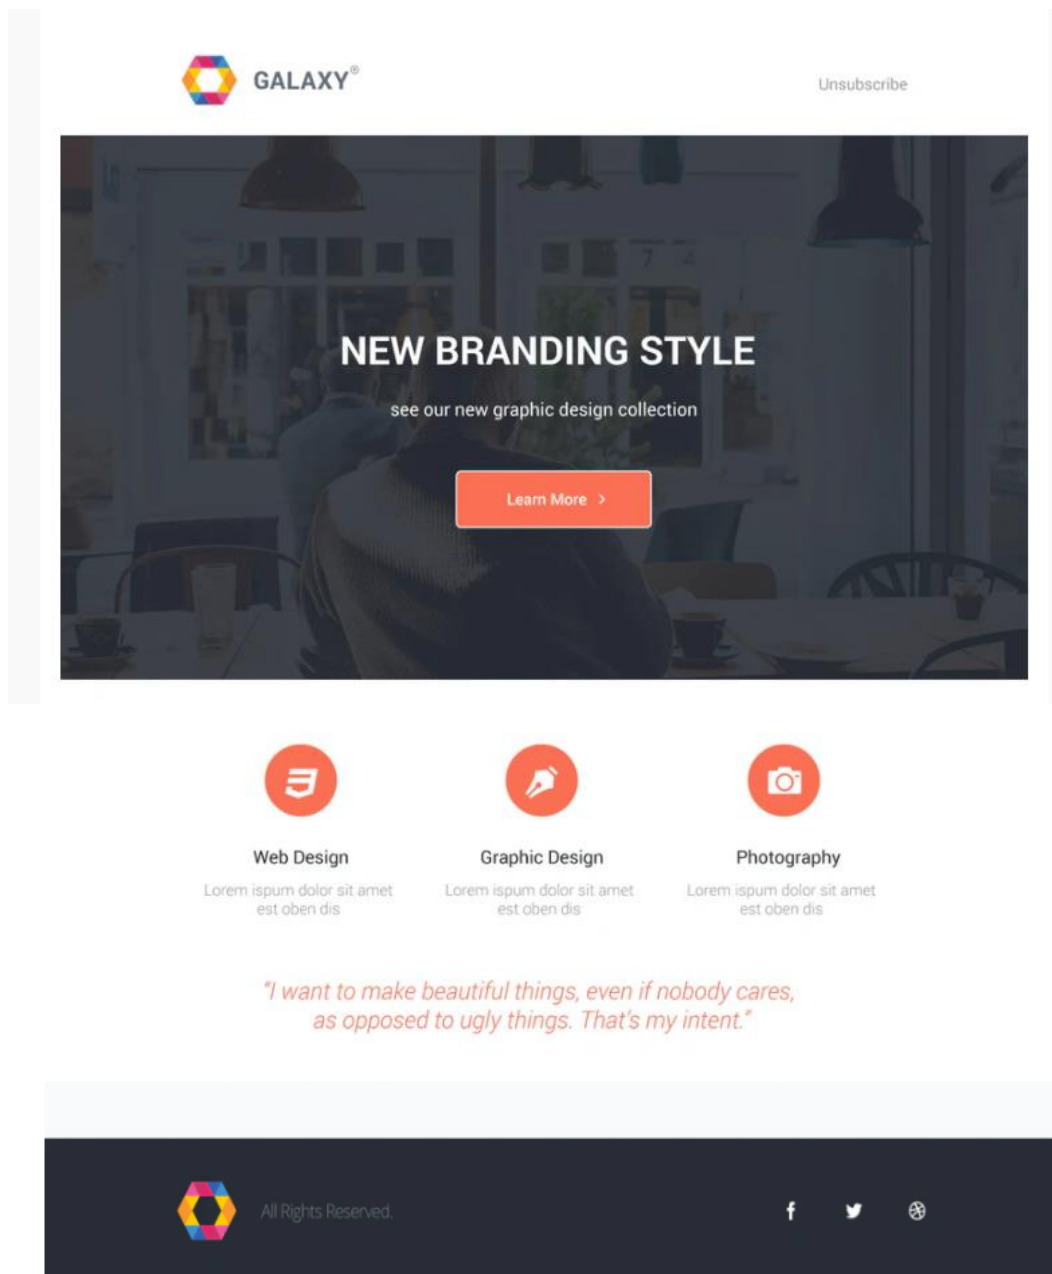 GALAXY®
Unsubscribe
NEW BRANDING STYLE
see our new graphic design collection
Learn More >
Web Design
Graphic Design
Photography
Lorem ispum dolor sit amet
est oben dis
Lorem ispum dolor sit amet
est oben dis
Lorem ispum dolor sit amet
est oben dis
"I want to make beautiful things, even if nobody cares,
as opposed to ugly things. That's my intent."
All Rights Reserved.